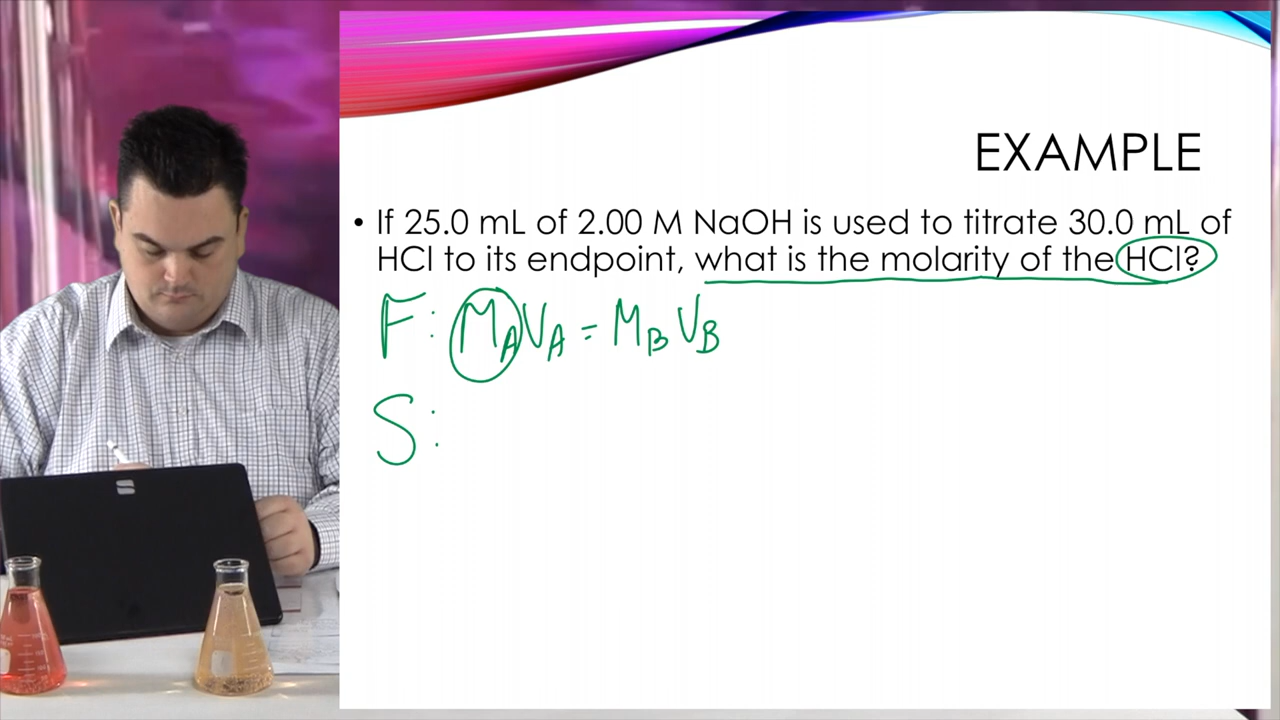 EXAMPLE
• If 25.0 mL of 2.00 M NaOH is used to titrate 30.0 mL of
HCl to its endpoint, what is the molarity of the HCl?
F: MAVA = MBVB
S: